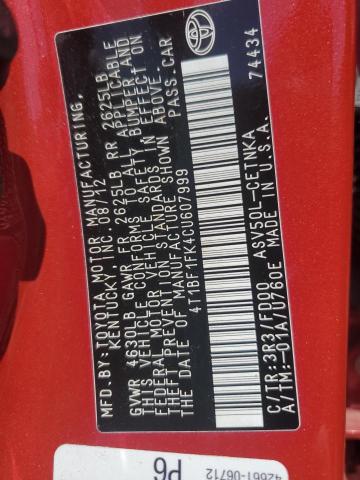 MFD.BY:TOYOTA MOTOR MANUFACTURING,
KENTUCKY, INC.08/12
GVWR 4630LB GAWR FR 2625LB RR 2625LB
THIS VEHICLE CONFORMS TO ALL APPLICABLE
FEDERAL MOTOR VEHICLE SAFETY, BUMPER AND
THEFT PREVENTION STANDARDS IN EFFECT ON
THE DATE OF MANUFACTURE SHOWN ABOVE.
4T1BF1FK4CU607999 PASS.CAR
C/TR:3R3/FD00 ASV50L-CETNKA
A/TM:-01A/U760E MADE IN U.S.A. 74434
42661-06712
P6